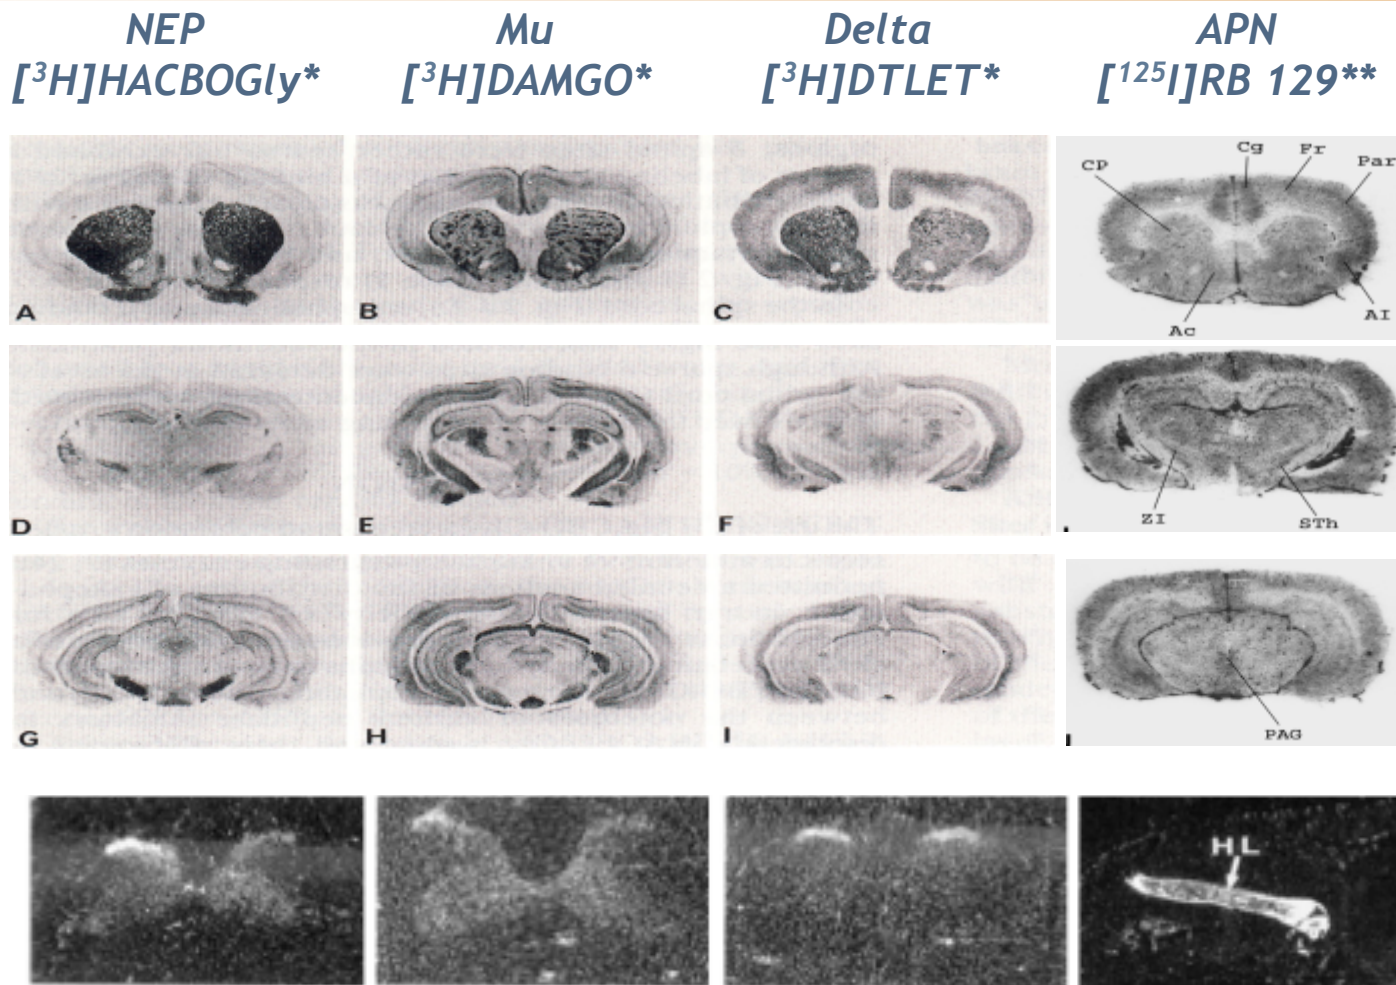 NEP Mu Delta APN
[³H]HACBOGly* [³H]DAMGO* [³H]DTLET* [¹²⁵I]RB 129**
CP Cg Fr Par
A B C Ac AI
D E F ZI STh
G H I PAG
HL